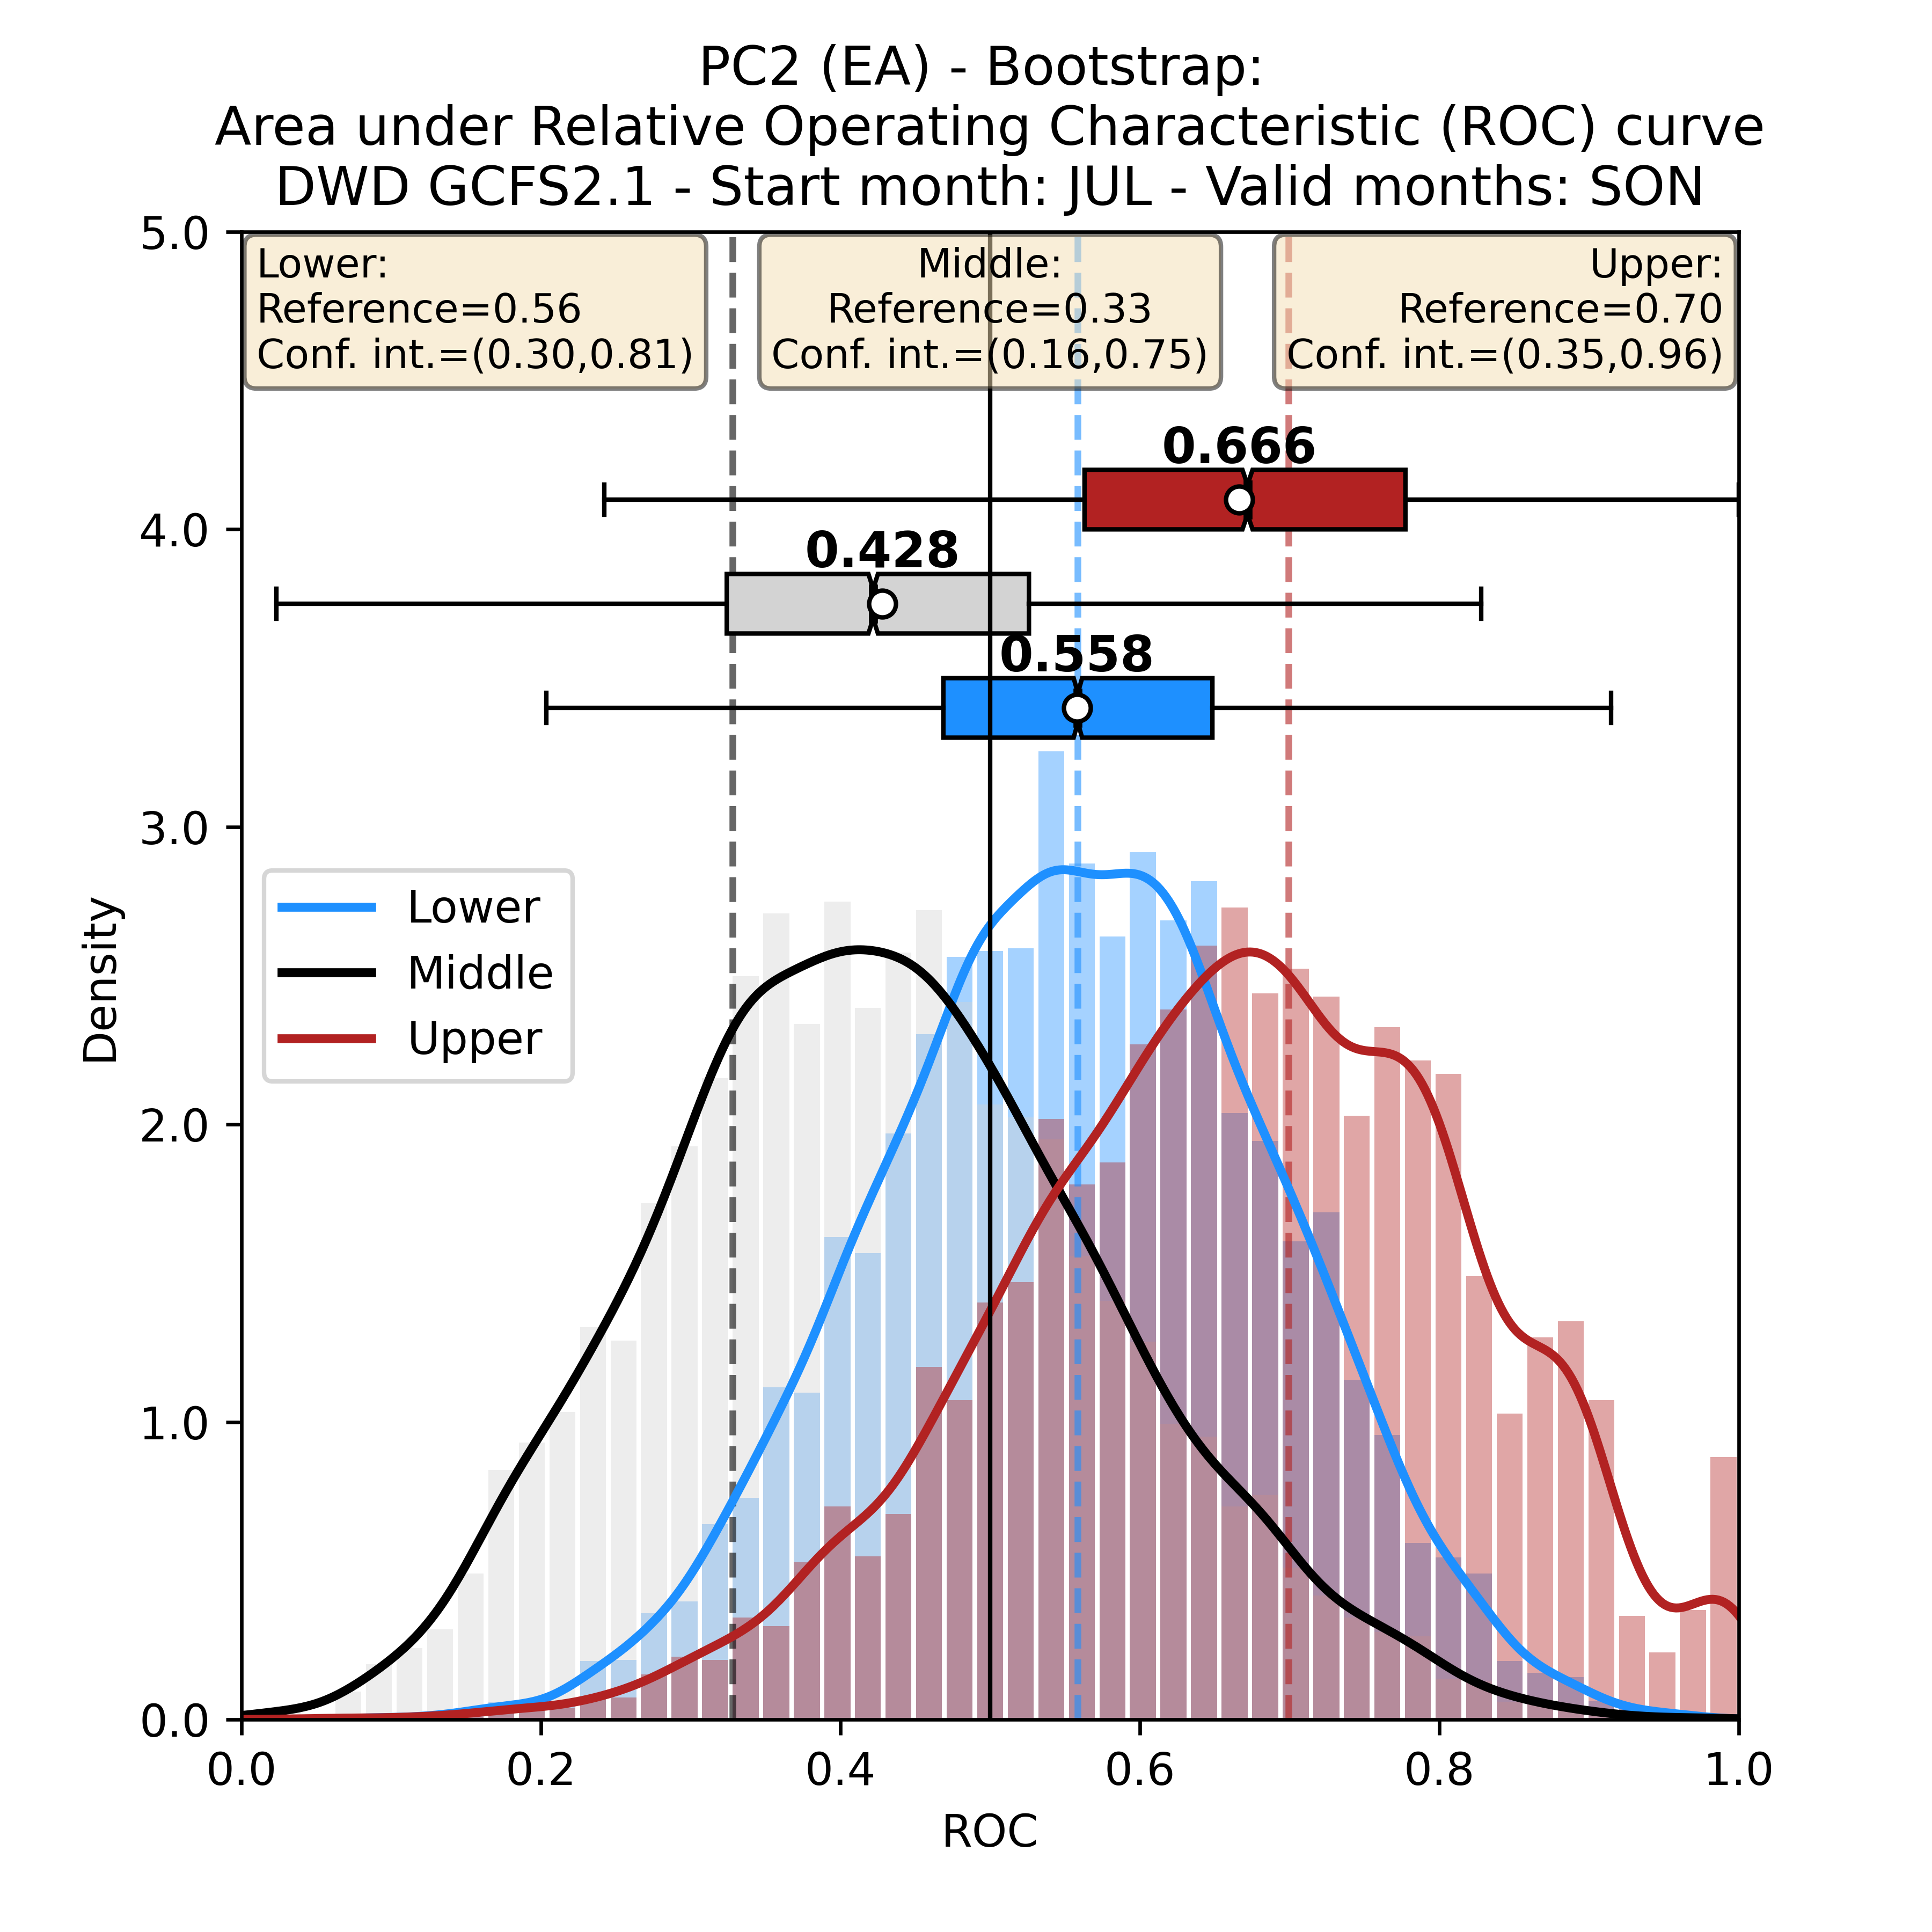 PC2 (EA) - Bootstrap:
Area under Relative Operating Characteristic (ROC) curve
DWD GCFS2.1 - Start month: JUL - Valid months: SON
Lower:
Reference=0.56
Conf. int.=(0.30,0.81)
Middle:
Reference=0.33
Conf. int.=(0.16,0.75)
Upper:
Reference=0.70
Conf. int.=(0.35,0.96)
0.666
0.428
0.558
Lower
Middle
Upper
Density
5.0
4.0
3.0
2.0
1.0
0.0
0.0
0.2
0.4
0.6
0.8
1.0
ROC